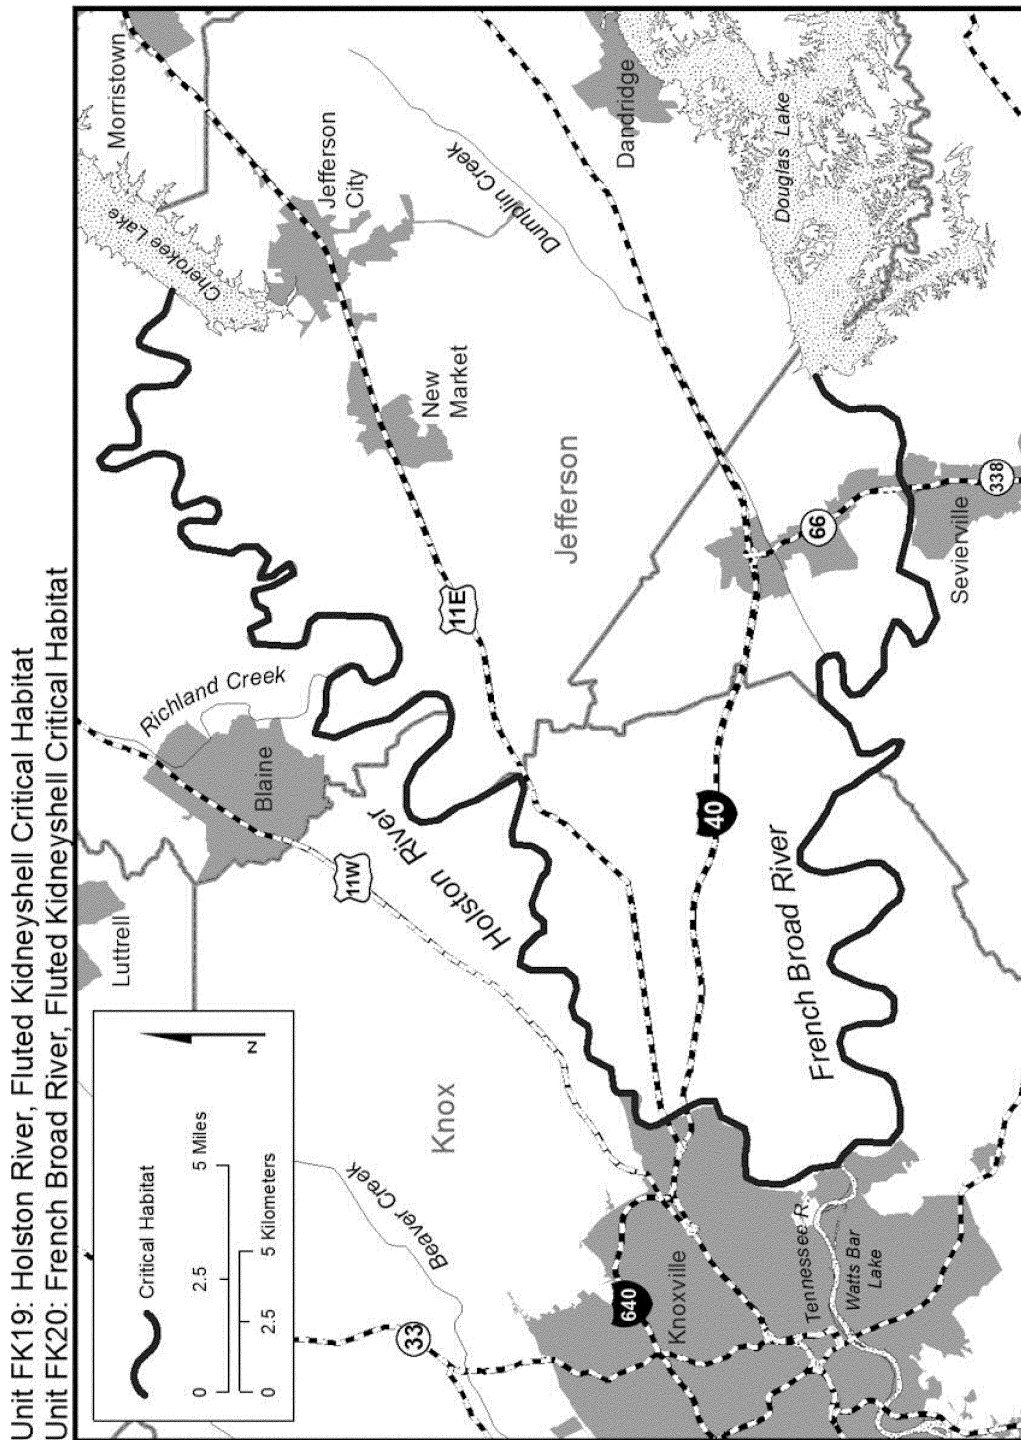 Unit FK19: Holston River, Fluted Kidneyshell Critical Habitat
Unit FK20: French Broad River, Fluted Kidneyshell Critical Habitat
Critical Habitat
0 2.5 5 Miles
0 2.5 5 Kilometers
N
Luttrell
Blaine
Richland Creek
Cherokee Lake
Morristown
Jefferson
City
New
Market
11W
11E
Holston River
Knox
Beaver Creek
33
Jefferson
Dumplin Creek
Dandridge
640
Knoxville
40
66
338
Sevierville
Douglas Lake
French Broad River
Tennessee R.
Watts Bar
Lake